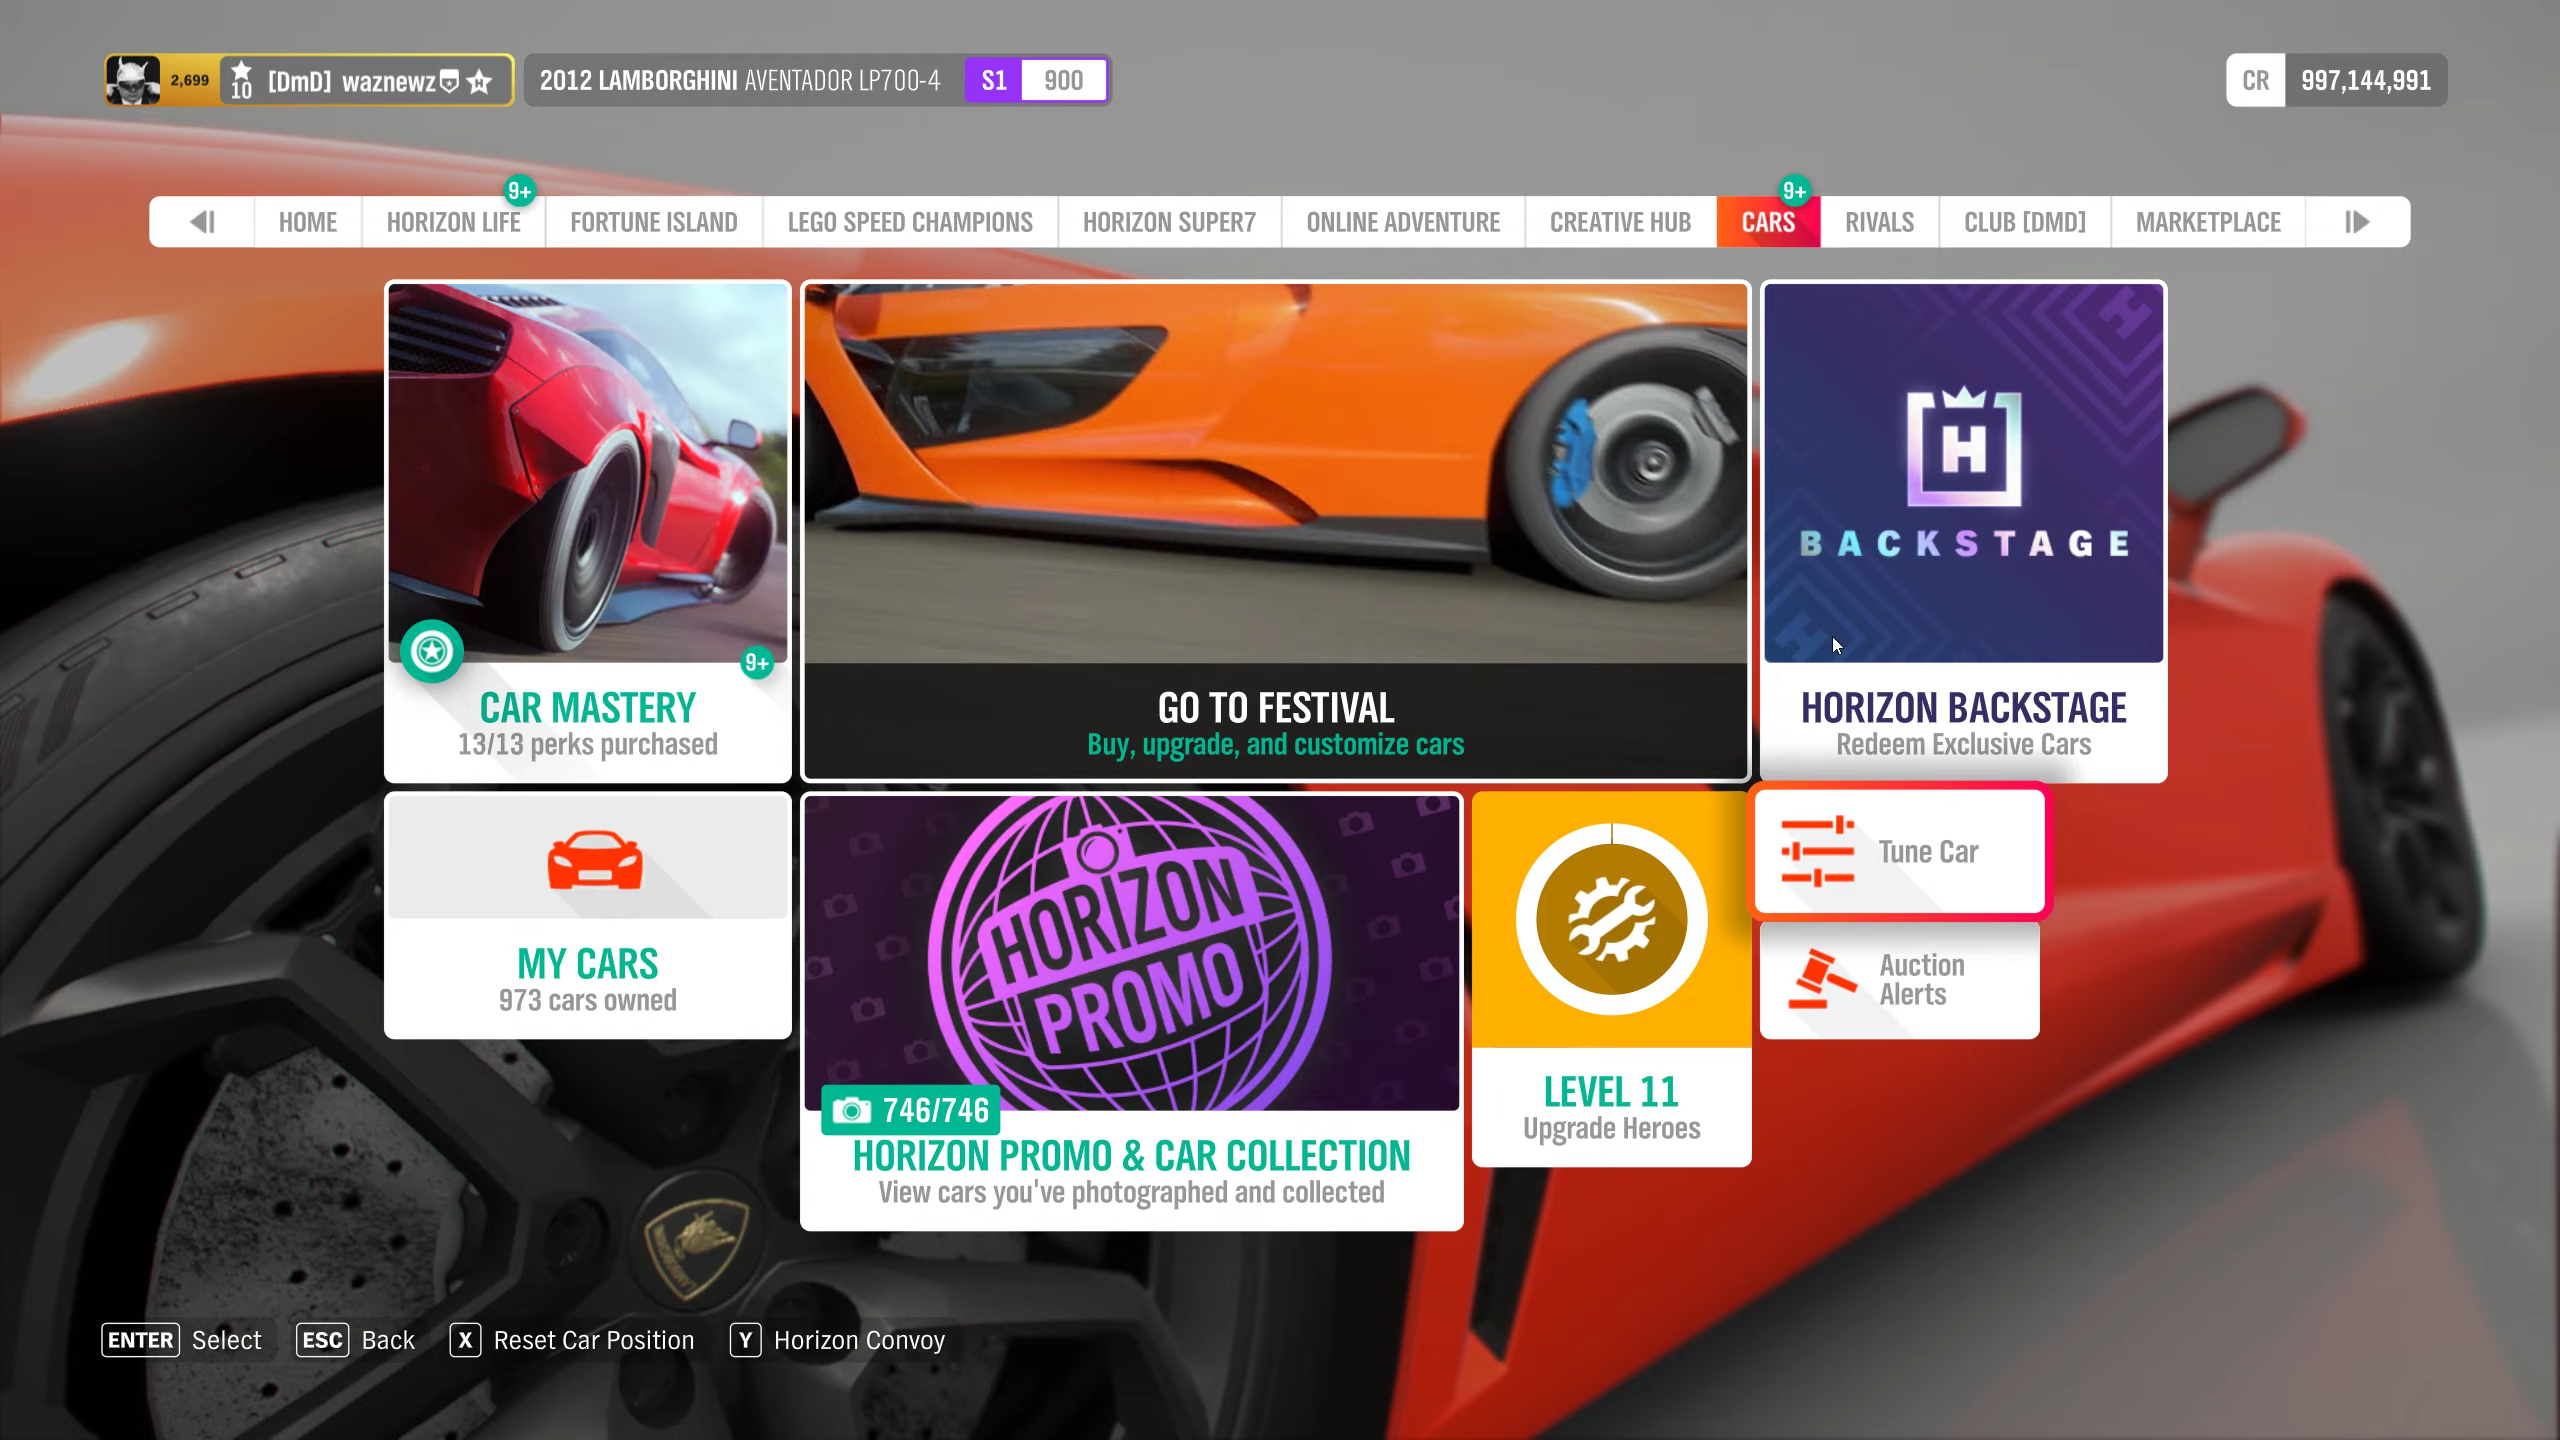 2,699
10
[DmD] waznewz
2012 LAMBORGHINI AVENTADOR LP700-4
S1 900
CR 997,144,991
9+
9+
HOME
HORIZON LIFE
FORTUNE ISLAND
LEGO SPEED CHAMPIONS
HORIZON SUPER7
ONLINE ADVENTURE
CREATIVE HUB
CARS
RIVALS
CLUB [DMD]
MARKETPLACE
9+
CAR MASTERY
13/13 perks purchased
GO TO FESTIVAL
Buy, upgrade, and customize cars
H
BACKSTAGE
HORIZON BACKSTAGE
Redeem Exclusive Cars
MY CARS
973 cars owned
HORIZON
PROMO
746/746
HORIZON PROMO & CAR COLLECTION
View cars you've photographed and collected
LEVEL 11
Upgrade Heroes
Tune Car
Auction
Alerts
LAMBORGHINI
ENTER Select
ESC Back
X Reset Car Position
Y Horizon Convoy